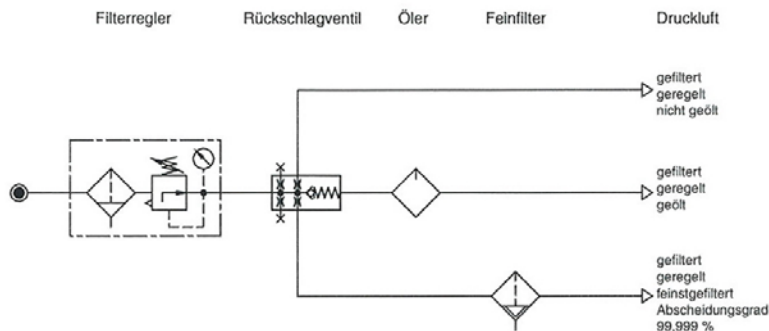 Filterregler Rückschlagventil Öler Feinfilter Druckluft
gefiltert
geregelt
nicht geölt
gefiltert
geregelt
geölt
gefiltert
geregelt
feinstgefiltert
Abscheidungsgrad
99,999 %